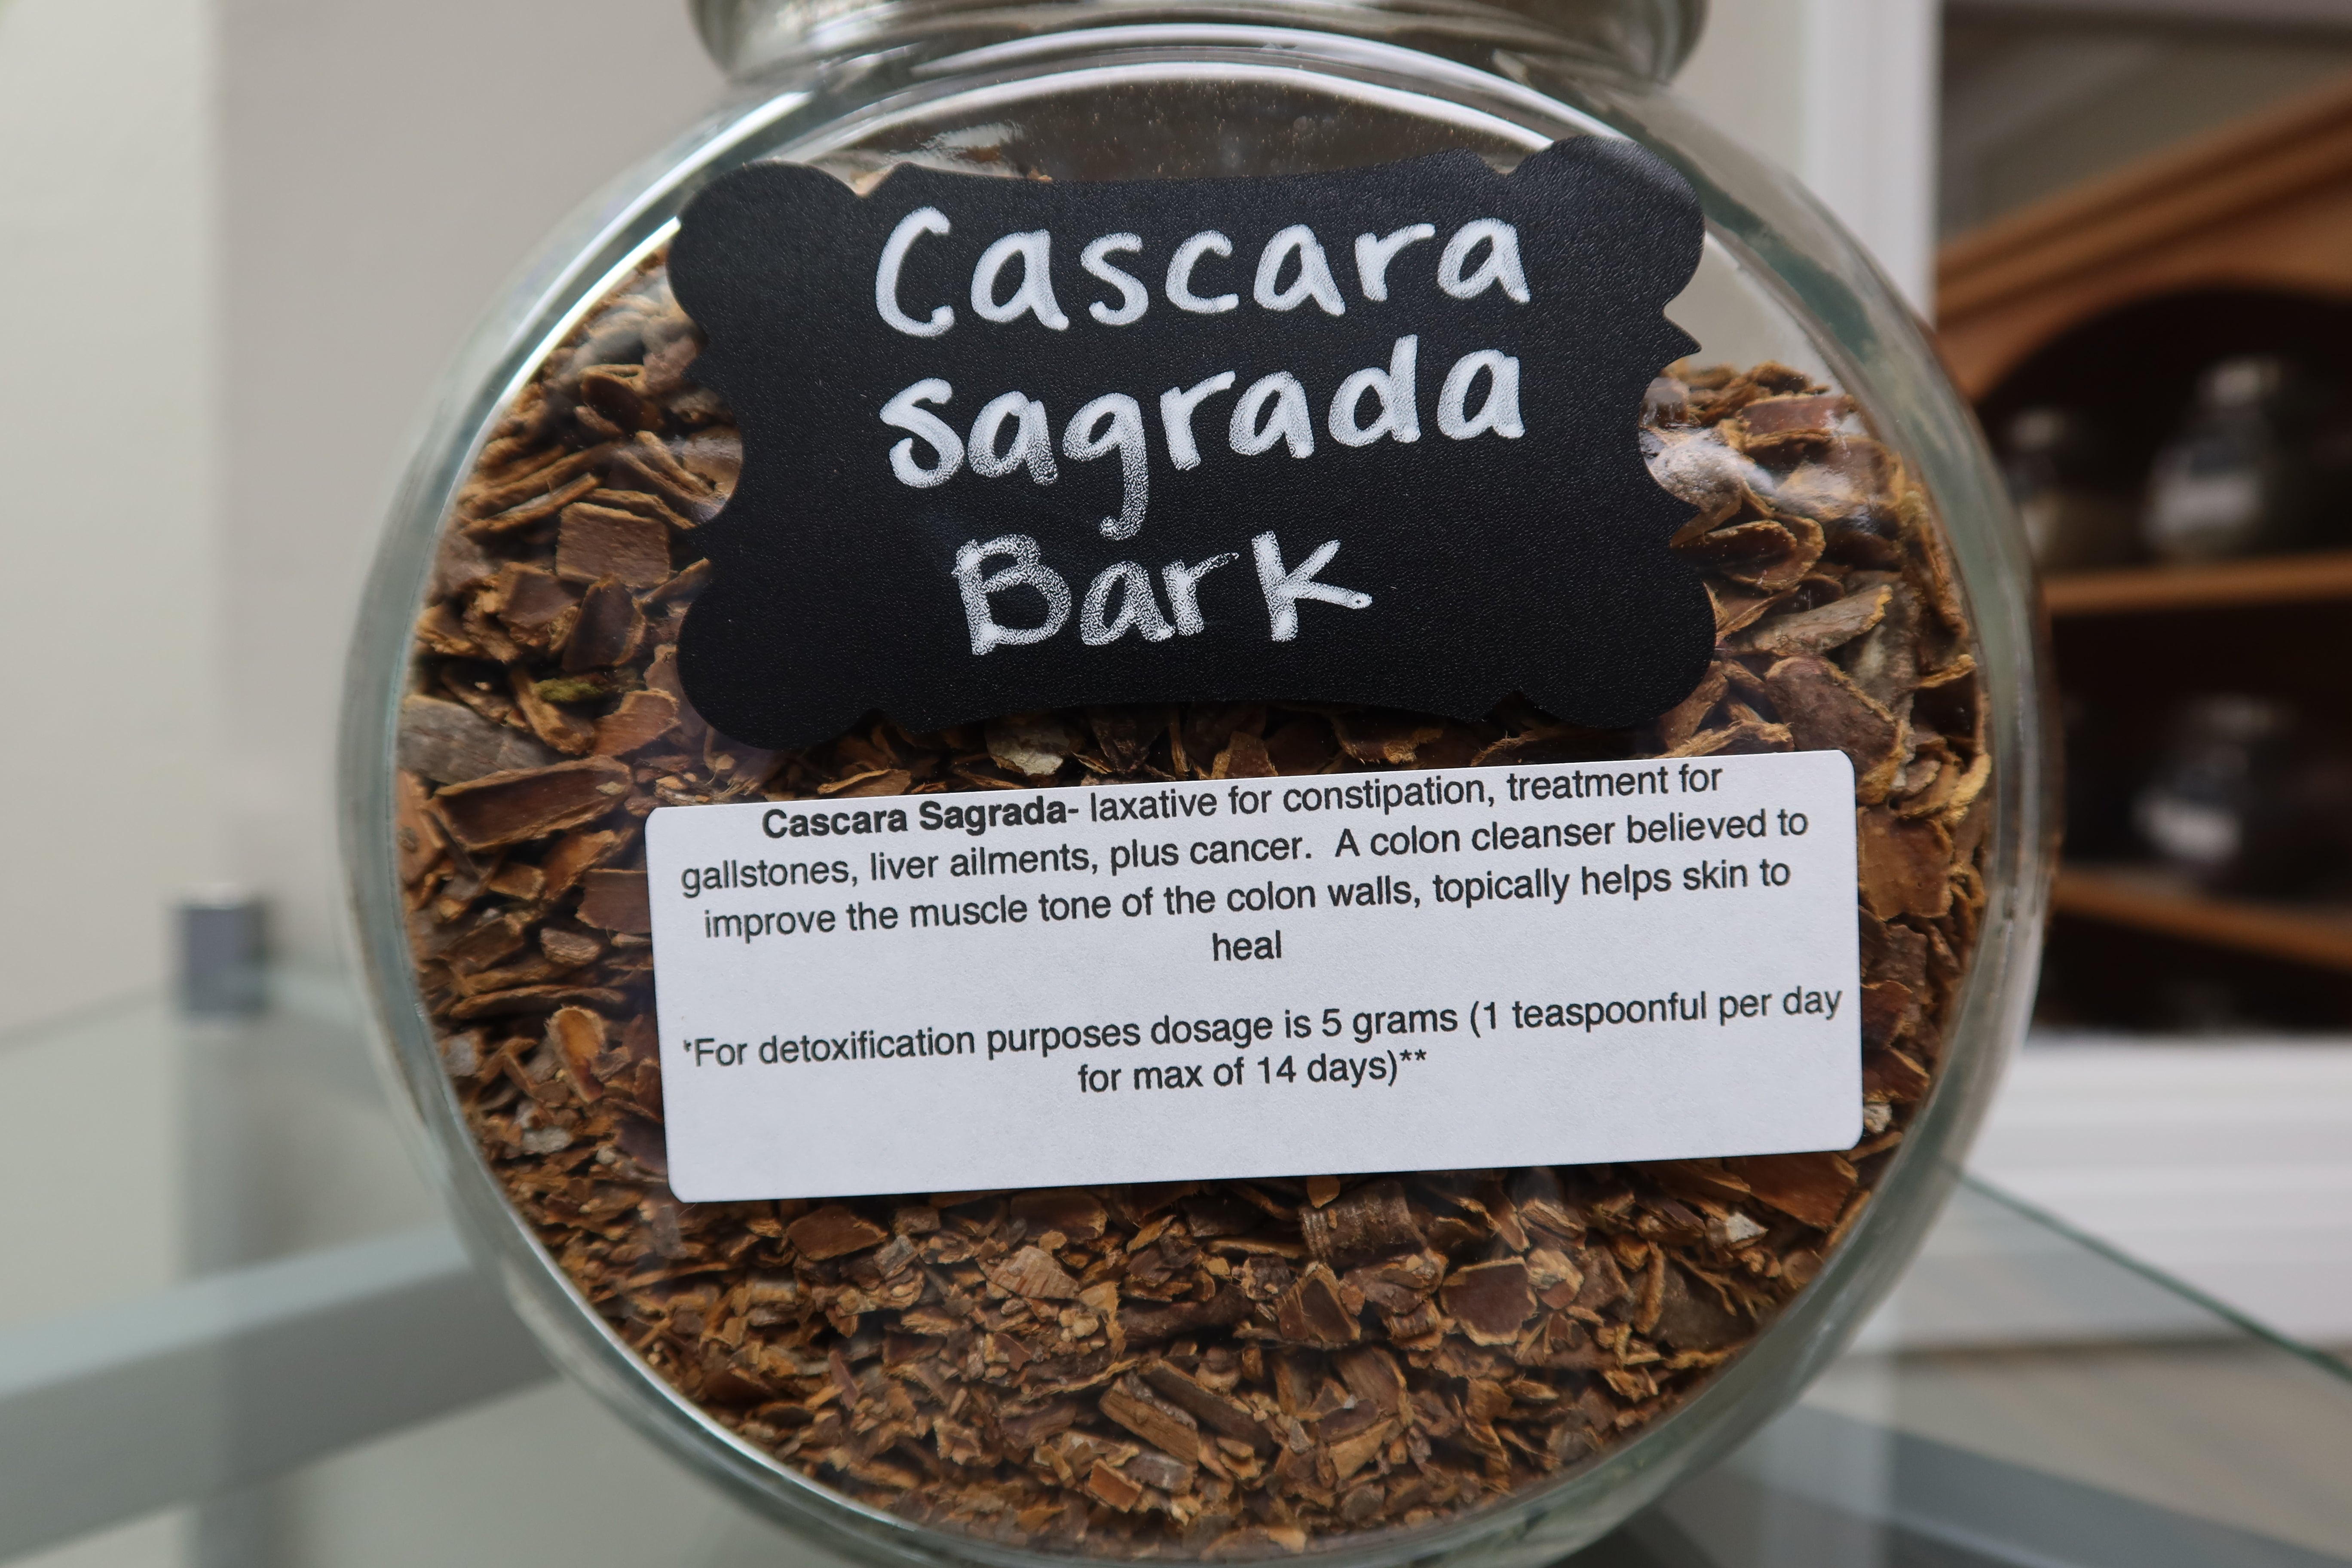 Cascara
Sagrada
Bark
Cascara Sagrada- laxative for constipation, treatment for
gallstones, liver ailments, plus cancer. A colon cleanser believed to
improve the muscle tone of the colon walls, topically helps skin to
heal
*For detoxification purposes dosage is 5 grams (1 teaspoonful per day
for max of 14 days)**